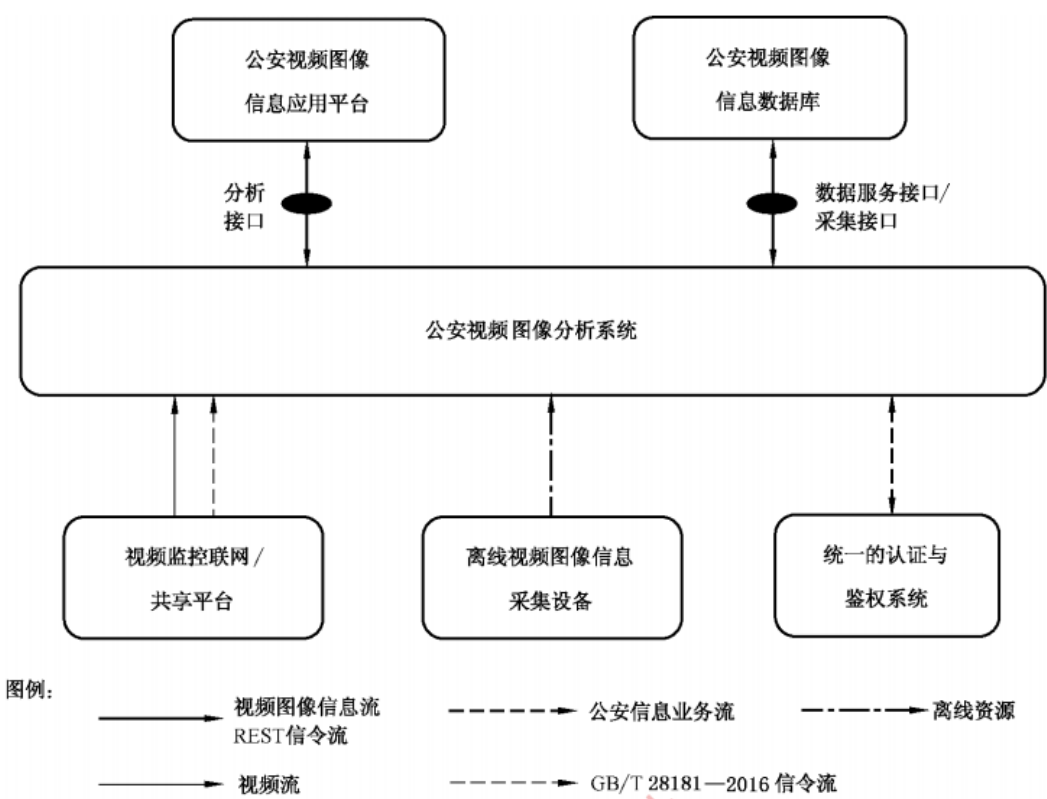 公安视频图像
信息应用平台
公安视频图像
信息数据库
分析
接口
数据服务接口/
采集接口
公安视频图像分析系统
视频监控联网/
共享平台
离线视频图像信息
采集设备
统一的认证与
鉴权系统
图例:
视频图像信息流
REST信令流
公安信息业务流
离线资源
视频流
GB/T 28181—2016 信令流